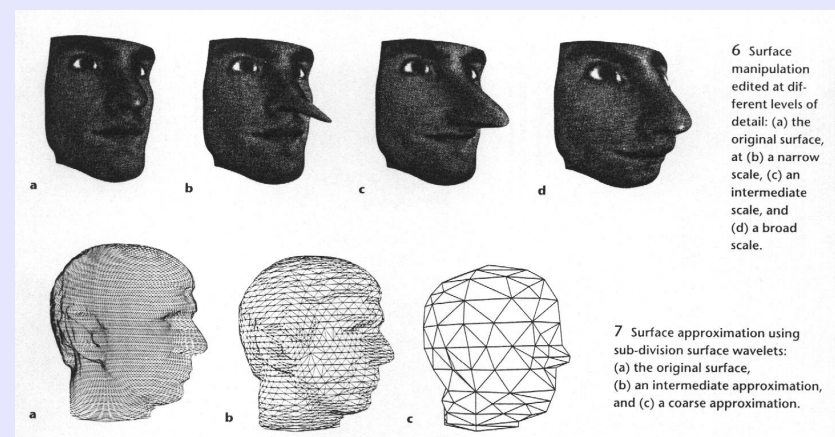 6 Surface
manipulation
edited at dif-
ferent levels of
detail: (a) the
original surface,
at (b) a narrow
scale, (c) an
intermediate
scale, and
(d) a broad
scale.
a
b
c
d
7 Surface approximation using
sub-division surface wavelets:
(a) the original surface,
(b) an intermediate approximation,
and (c) a coarse approximation.
a
b
c